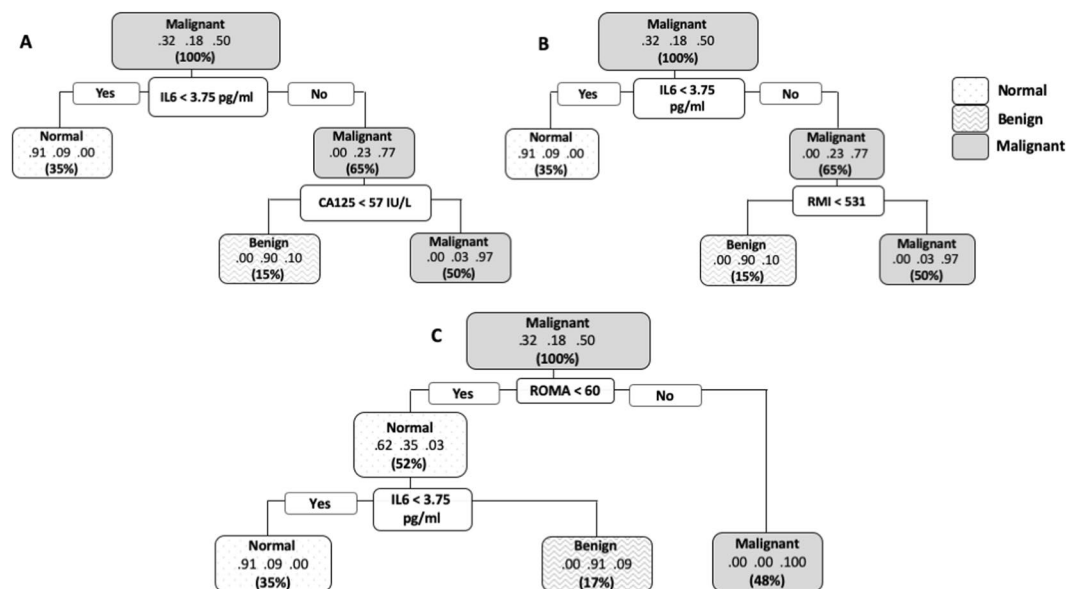 A
Malignant
.32 .18 .50
(100%)
Yes
IL6 < 3.75 pg/ml
No
Normal
.91 .09 .00
(35%)
Malignant
.00 .23 .77
(65%)
CA125 < 57 IU/L
Benign
.00 .90 .10
(15%)
Malignant
.00 .03 .97
(50%)
B
Malignant
.32 .18 .50
(100%)
Yes
IL6 < 3.75
pg/ml
No
Normal
.91 .09 .00
(35%)
Malignant
.00 .23 .77
(65%)
RMI < 531
Benign
.00 .90 .10
(15%)
Malignant
.00 .03 .97
(50%)
Normal
Benign
Malignant
C
Malignant
.32 .18 .50
(100%)
Yes
ROMA < 60
No
Normal
.62 .35 .03
(52%)
Yes
IL6 < 3.75
pg/ml
Normal
.91 .09 .00
(35%)
Benign
.00 .91 .09
(17%)
Malignant
.00 .00 .100
(48%)